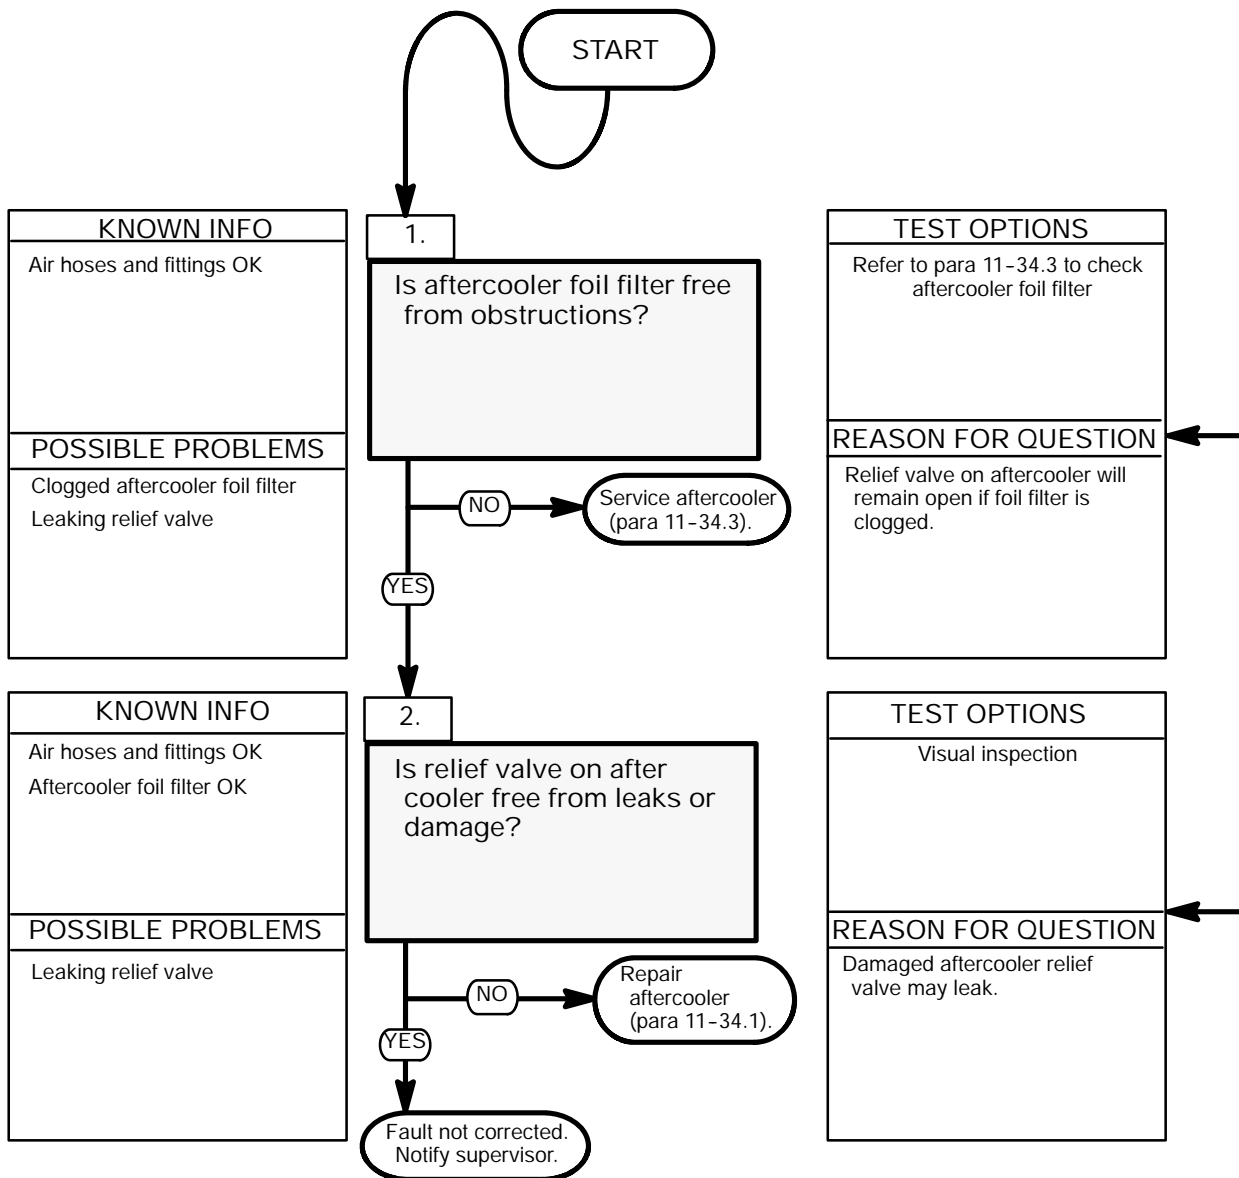 START
KNOWN INFO
Air hoses and fittings OK
POSSIBLE PROBLEMS
Clogged aftercooler foil filter
Leaking relief valve
1.
Is aftercooler foil filter free
from obstructions?
NO
Service aftercooler
(para 11-34.3).
YES
TEST OPTIONS
Refer to para 11-34.3 to check
aftercooler foil filter
REASON FOR QUESTION
Relief valve on aftercooler will
remain open if foil filter is
clogged.
KNOWN INFO
Air hoses and fittings OK
Aftercooler foil filter OK
POSSIBLE PROBLEMS
Leaking relief valve
2.
Is relief valve on after
cooler free from leaks or
damage?
NO
Repair
aftercooler
(para 11-34.1).
YES
Fault not corrected.
Notify supervisor.
TEST OPTIONS
Visual inspection
REASON FOR QUESTION
Damaged aftercooler relief
valve may leak.